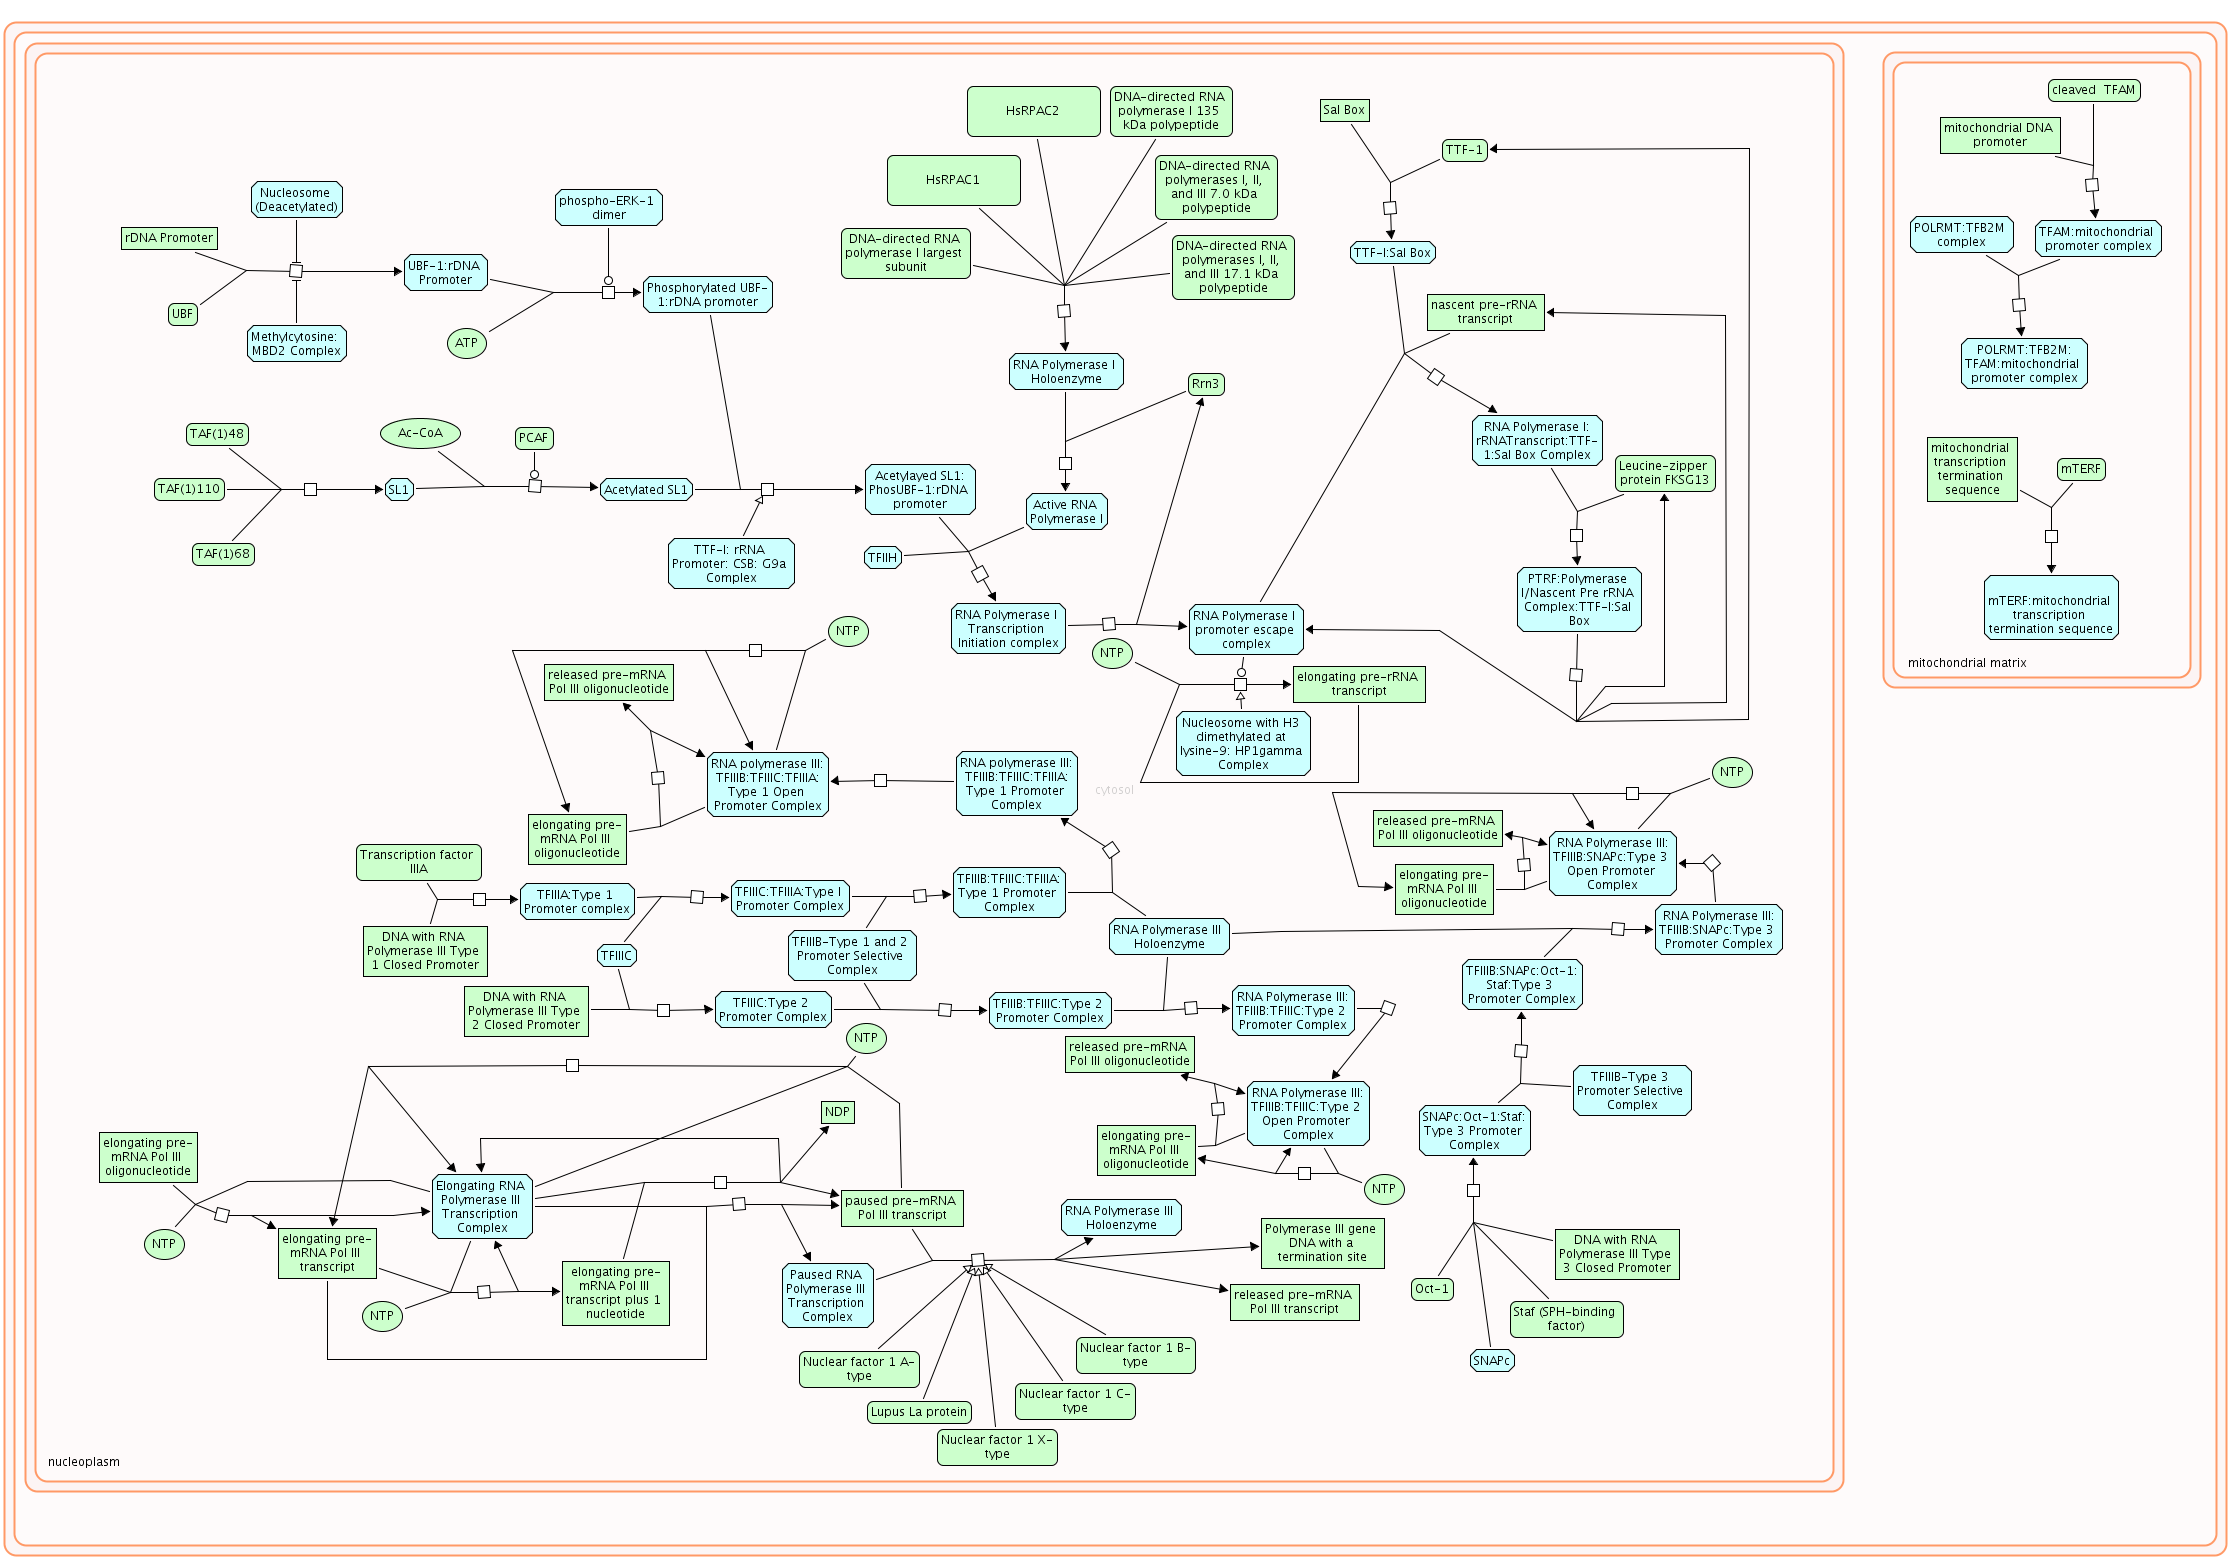 HsRPAC2
DNA-directed RNA
polymerase I 135
kDa polypeptide
Sal Box
TTF-1
HsRPAC1
DNA-directed RNA
polymerases I, II,
and III 7.0 kDa
polypeptide
Nucleosome
(Deacetylated)
phospho-ERK-1
dimer
rDNA Promoter
DNA-directed RNA
polymerase I largest
subunit
DNA-directed RNA
polymerases I, II,
and III 17.1 kDa
polypeptide
TTF-I:Sal Box
UBF-1:rDNA
Promoter
Phosphorylated UBF-
1:rDNA promoter
UBF
Methylcytosine:
MBD2 Complex
ATP
nascent pre-rRNA
transcript
RNA Polymerase I
Holoenzyme
Rrn3
TAF(1)48
Ac-CoA
PCAF
RNA Polymerase I:
rRNATranscript:TTF-
1:Sal Box Complex
TAF(1)110
SL1
Acetylated SL1
Acetylayed SL1:
PhosUBF-1:rDNA
promoter
Active RNA
Polymerase I
Leucine-zipper
protein FKSG13
TAF(1)68
TTF-I: rRNA
Promoter: CSB: G9a
Complex
TFIIH
PTRF:Polymerase
I/Nascent Pre rRNA
Complex:TTF-I:Sal
Box
RNA Polymerase I
Transcription
Initiation complex
RNA Polymerase I
promoter escape
complex
NTP
NTP
released pre-mRNA
Pol III oligonucleotide
elongating pre-rRNA
transcript
Nucleosome with H3
dimethylated at
lysine-9: HP1gamma
Complex
RNA polymerase III:
TFIIIB:TFIIIC:TFIIIA:
Type 1 Open
Promoter Complex
RNA polymerase III:
TFIIIB:TFIIIC:TFIIIA:
Type 1 Promoter
Complex
cytosol
NTP
elongating pre-
mRNA Pol III
oligonucleotide
released pre-mRNA
Pol III oligonucleotide
RNA Polymerase III:
TFIIIB:SNAPc:Type 3
Open Promoter
Complex
Transcription factor
IIIA
elongating pre-
mRNA Pol III
oligonucleotide
TFIIIA:Type 1
Promoter complex
TFIIIC:TFIIIA:Type I
Promoter Complex
TFIIIB:TFIIIC:TFIIIA:
Type 1 Promoter
Complex
RNA Polymerase III:
TFIIIB:SNAPc:Type 3
Promoter Complex
DNA with RNA
Polymerase III Type
1 Closed Promoter
TFIIIC
TFIIIB-Type 1 and 2
Promoter Selective
Complex
RNA Polymerase III
Holoenzyme
TFIIIB:SNAPc:Oct-1:
Staf:Type 3
Promoter Complex
DNA with RNA
Polymerase III Type
2 Closed Promoter
TFIIIC:Type 2
Promoter Complex
TFIIIB:TFIIIC:Type 2
Promoter Complex
RNA Polymerase III:
TFIIIB:TFIIIC:Type 2
Promoter Complex
NTP
released pre-mRNA
Pol III oligonucleotide
TFIIIB-Type 3
Promoter Selective
Complex
RNA Polymerase III:
TFIIIB:TFIIIC:Type 2
Open Promoter
Complex
NDP
SNAPc:Oct-1:Staf:
Type 3 Promoter
Complex
elongating pre-
mRNA Pol III
oligonucleotide
elongating pre-
mRNA Pol III
oligonucleotide
NTP
Elongating RNA
Polymerase III
Transcription
Complex
paused pre-mRNA
Pol III transcript
RNA Polymerase III
Holoenzyme
NTP
elongating pre-
mRNA Pol III
transcript
Polymerase III gene
DNA with a
termination site
DNA with RNA
Polymerase III Type
3 Closed Promoter
elongating pre-
mRNA Pol III
transcript plus 1
nucleotide
Paused RNA
Polymerase III
Transcription
Complex
released pre-mRNA
Pol III transcript
Oct-1
NTP
Staf (SPH-binding
factor)
SNAPc
Nuclear factor 1 A-
type
Nuclear factor 1 B-
type
Nuclear factor 1 C-
type
Lupus La protein
Nuclear factor 1 X-
type
nucleoplasm
cleaved  TFAM
mitochondrial DNA
promoter
POLRMT:TFB2M
complex
TFAM:mitochondrial
promoter complex
POLRMT:TFB2M:
TFAM:mitochondrial
promoter complex
mitochondrial
transcription
termination
sequence
mTERF
mTERF:mitochondrial
transcription
termination sequence
mitochondrial matrix